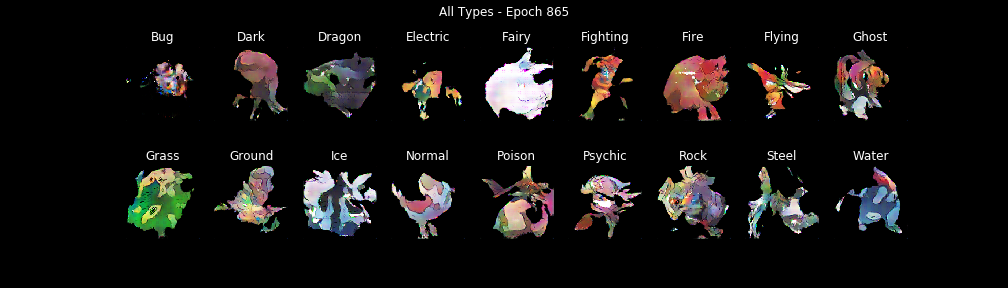 All Types - Epoch 865
Bug Dark Dragon Electric Fairy Fighting Fire Flying Ghost
Grass Ground Ice Normal Poison Psychic Rock Steel Water